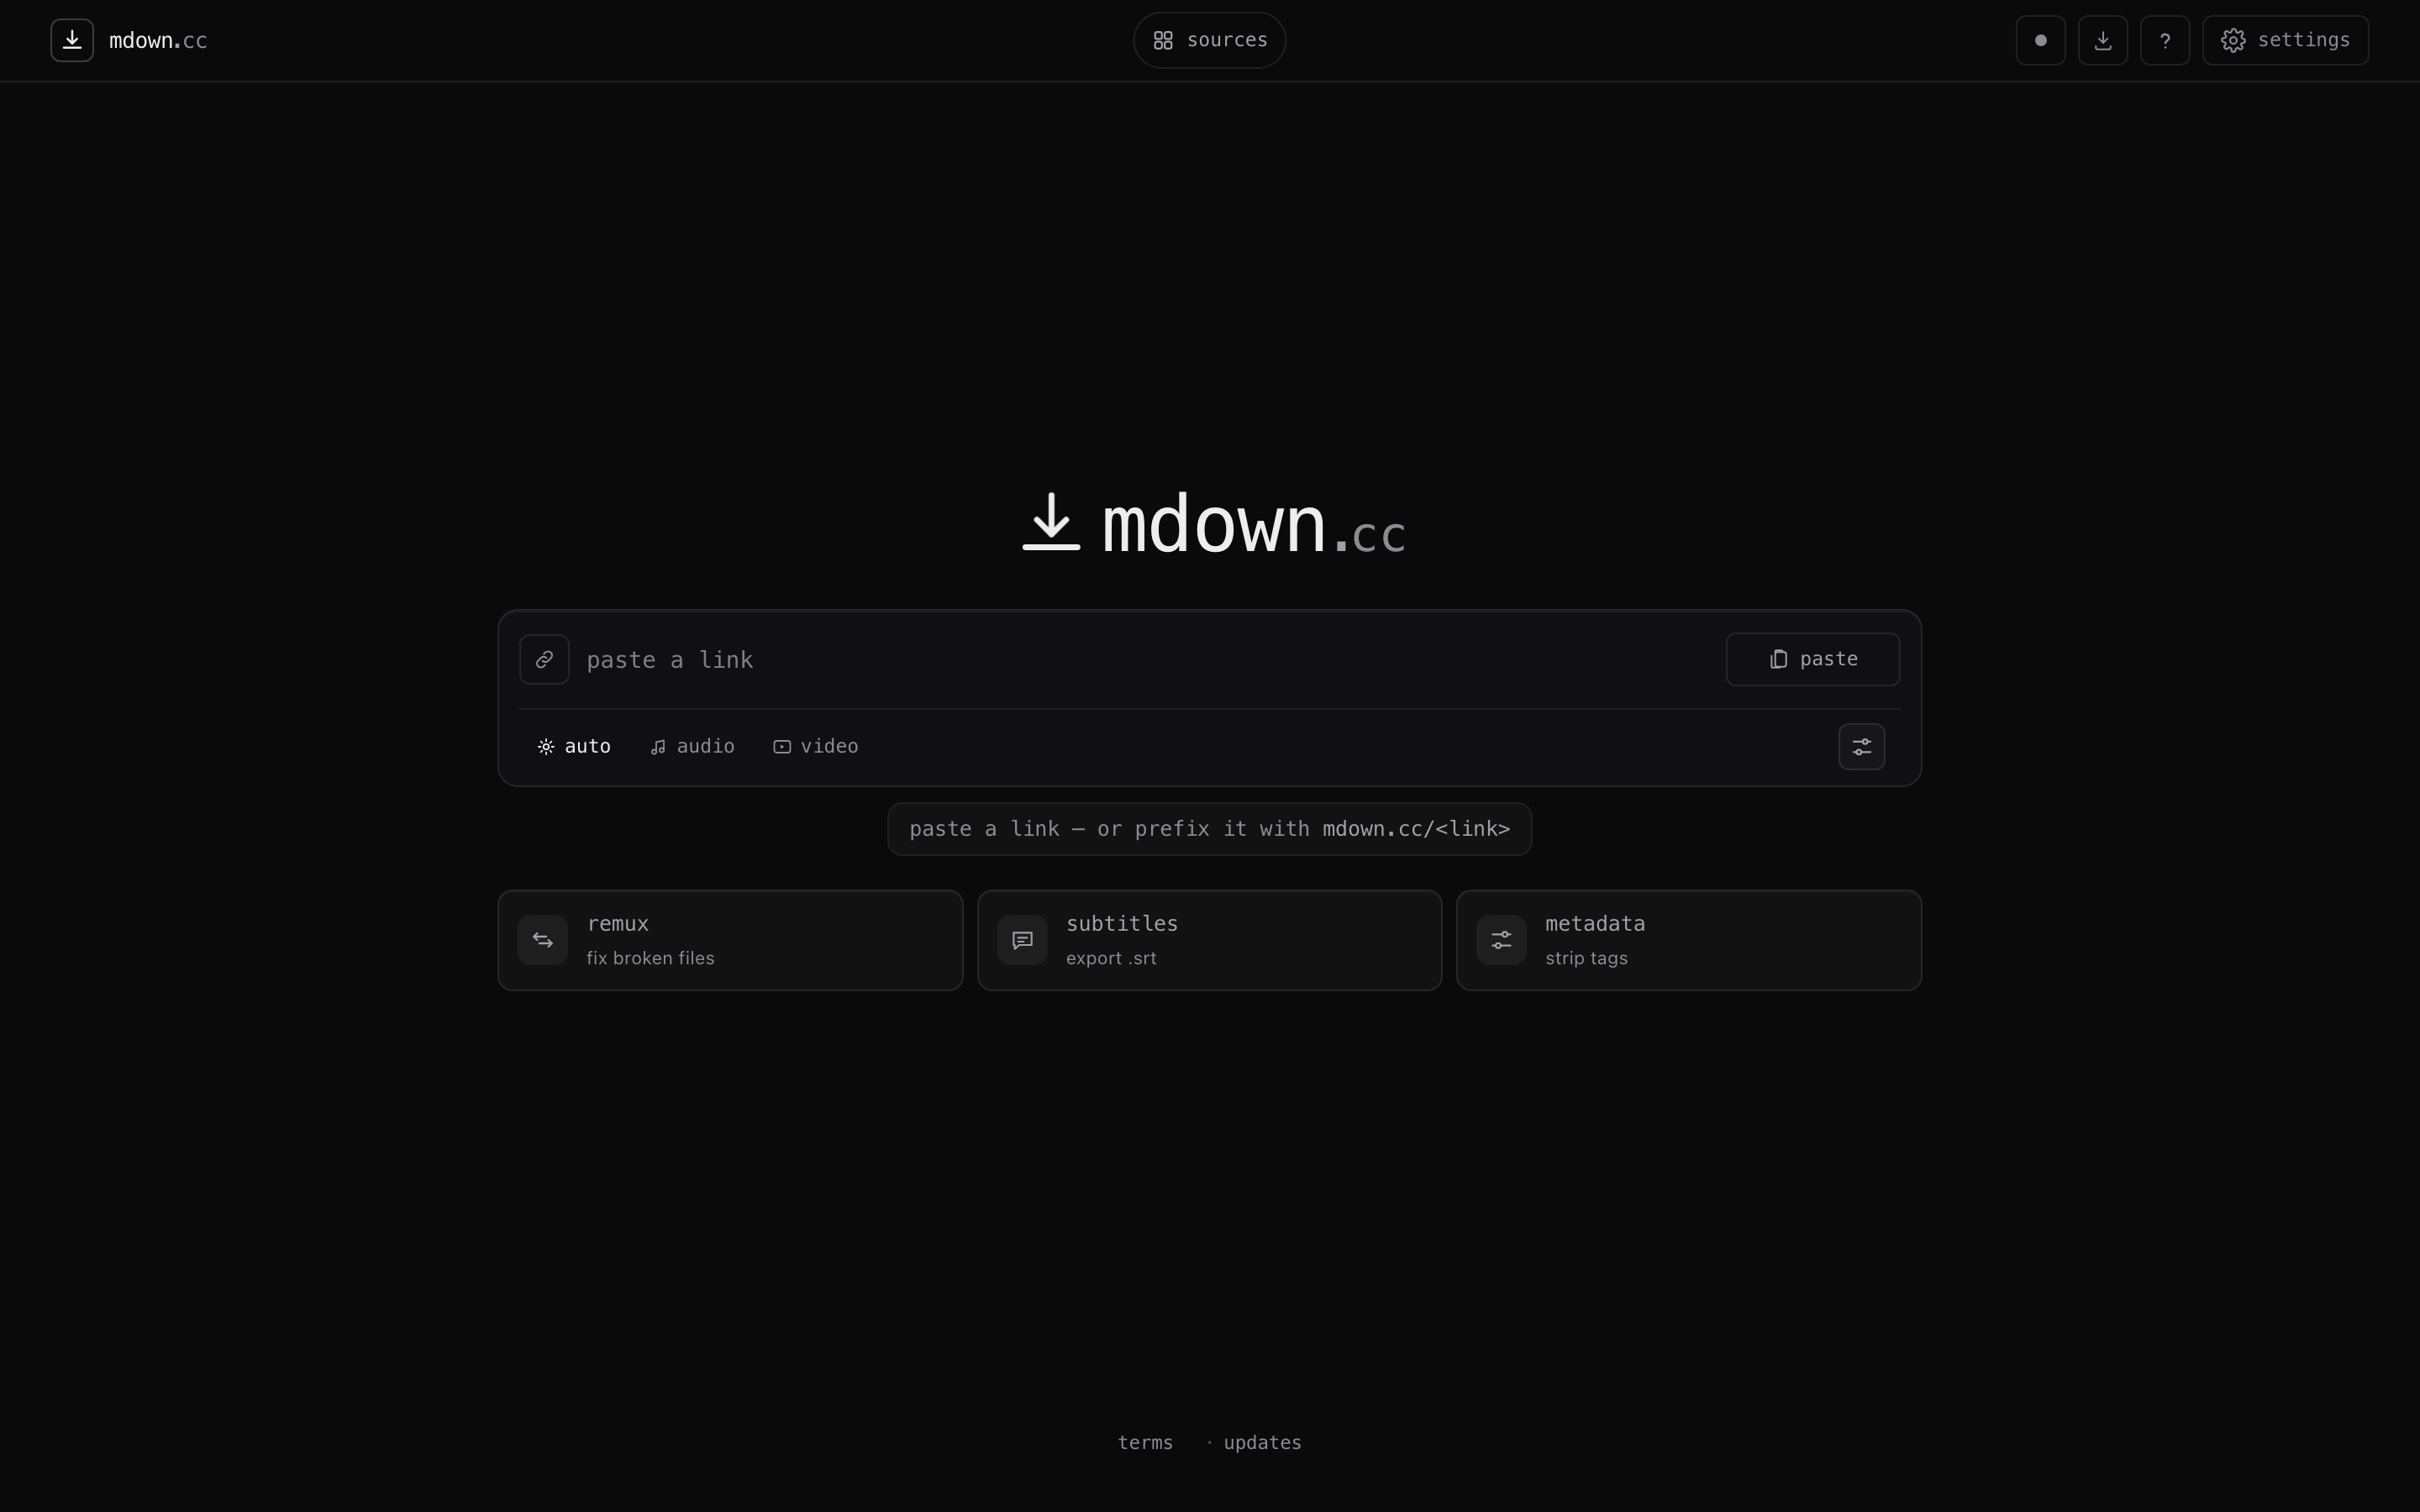 mdown.cc
sources
?
settings
mdown.cc
paste a link
paste
auto
audio
video
paste a link — or prefix it with mdown.cc/<link>
remux
fix broken files
subtitles
export .srt
metadata
strip tags
terms · updates